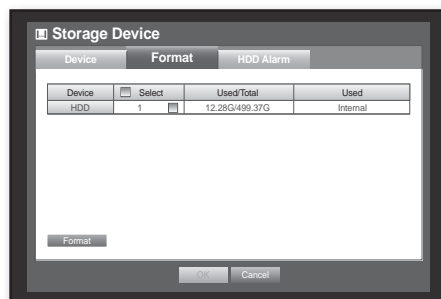 Storage Device
Device Format HDD Alarm
Device Select Used/Total Used
HDD 1 12.28G/499.37G Internal
Format
OK Cancel